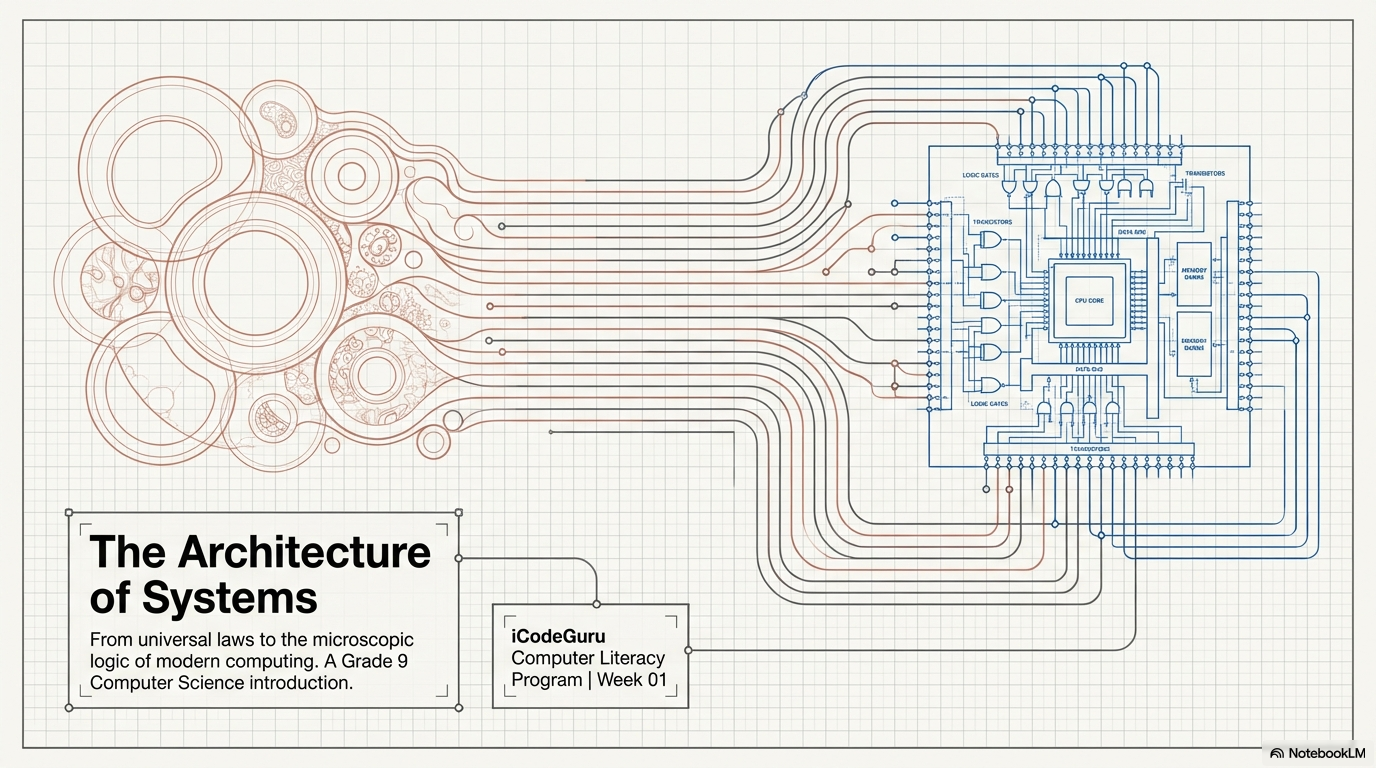 LOGIC GATES
TRANSISTORS
TRANSISTORS
CPU CORE
LOGIC GATES
The Architecture
of Systems
From universal laws to the microscopic
logic of modern computing. A Grade 9
Computer Science introduction.
iCodeGuru
Computer Literacy
Program | Week 01
NotebookLM